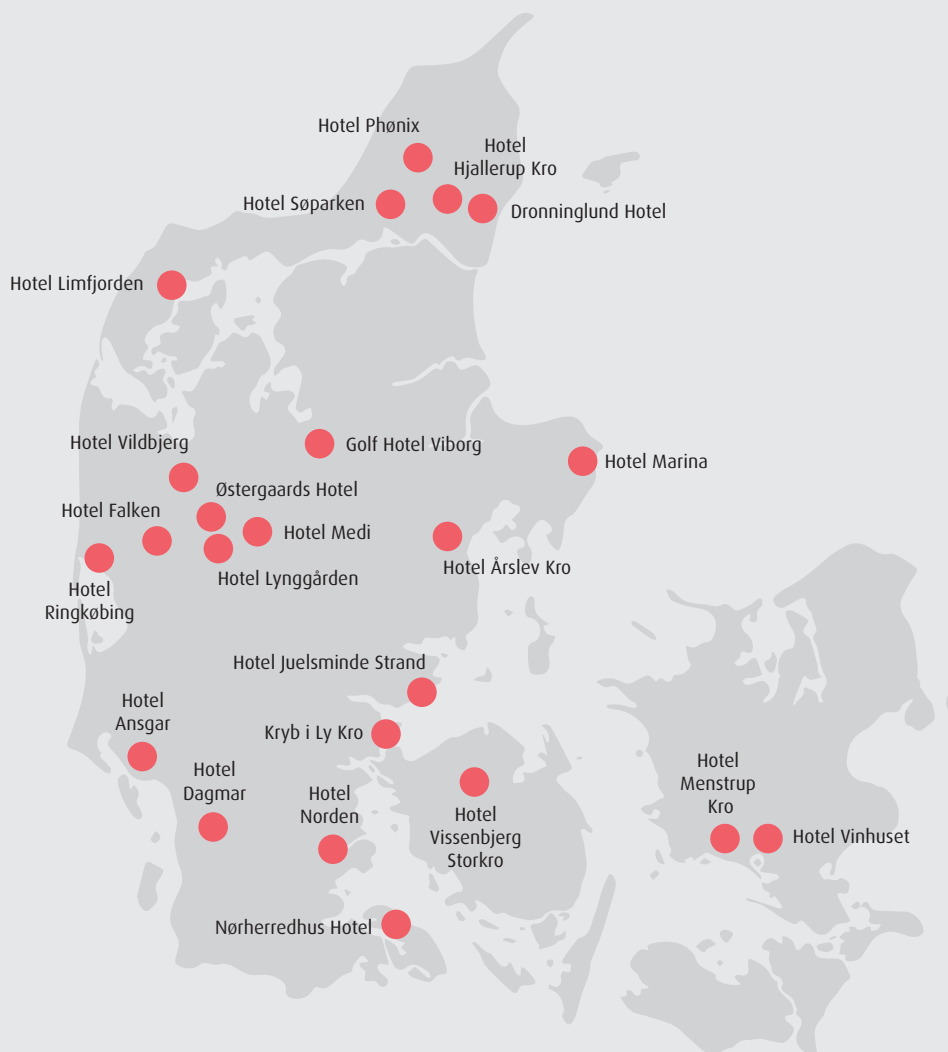 Hotel Phønix
Hotel
Hjallerup Kro
Hotel Søparken
Dronninglund Hotel
Hotel Limfjorden
Hotel Vildbjerg
Golf Hotel Viborg
Hotel Marina
Østergaards Hotel
Hotel Falken
Hotel Medi
Hotel Årslev Kro
Hotel Lynggården
Hotel
Ringkøbing
Hotel Juelsminde Strand
Hotel
Ansgar
Kryb i Ly Kro
Hotel
Dagmar
Hotel
Norden
Hotel
Vissenbjerg
Storkro
Hotel
Menstrup
Kro
Hotel Vinhuset
Nørherredhus Hotel